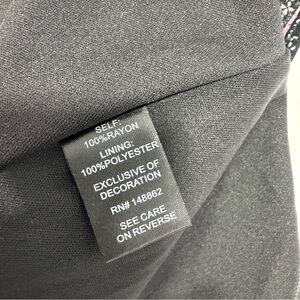 SELF:
100%RAYON
LINING:
100%POLYESTER
EXCLUSIVE OF
DECORATION
RN# 148862
SEE CARE
ON REVERSE